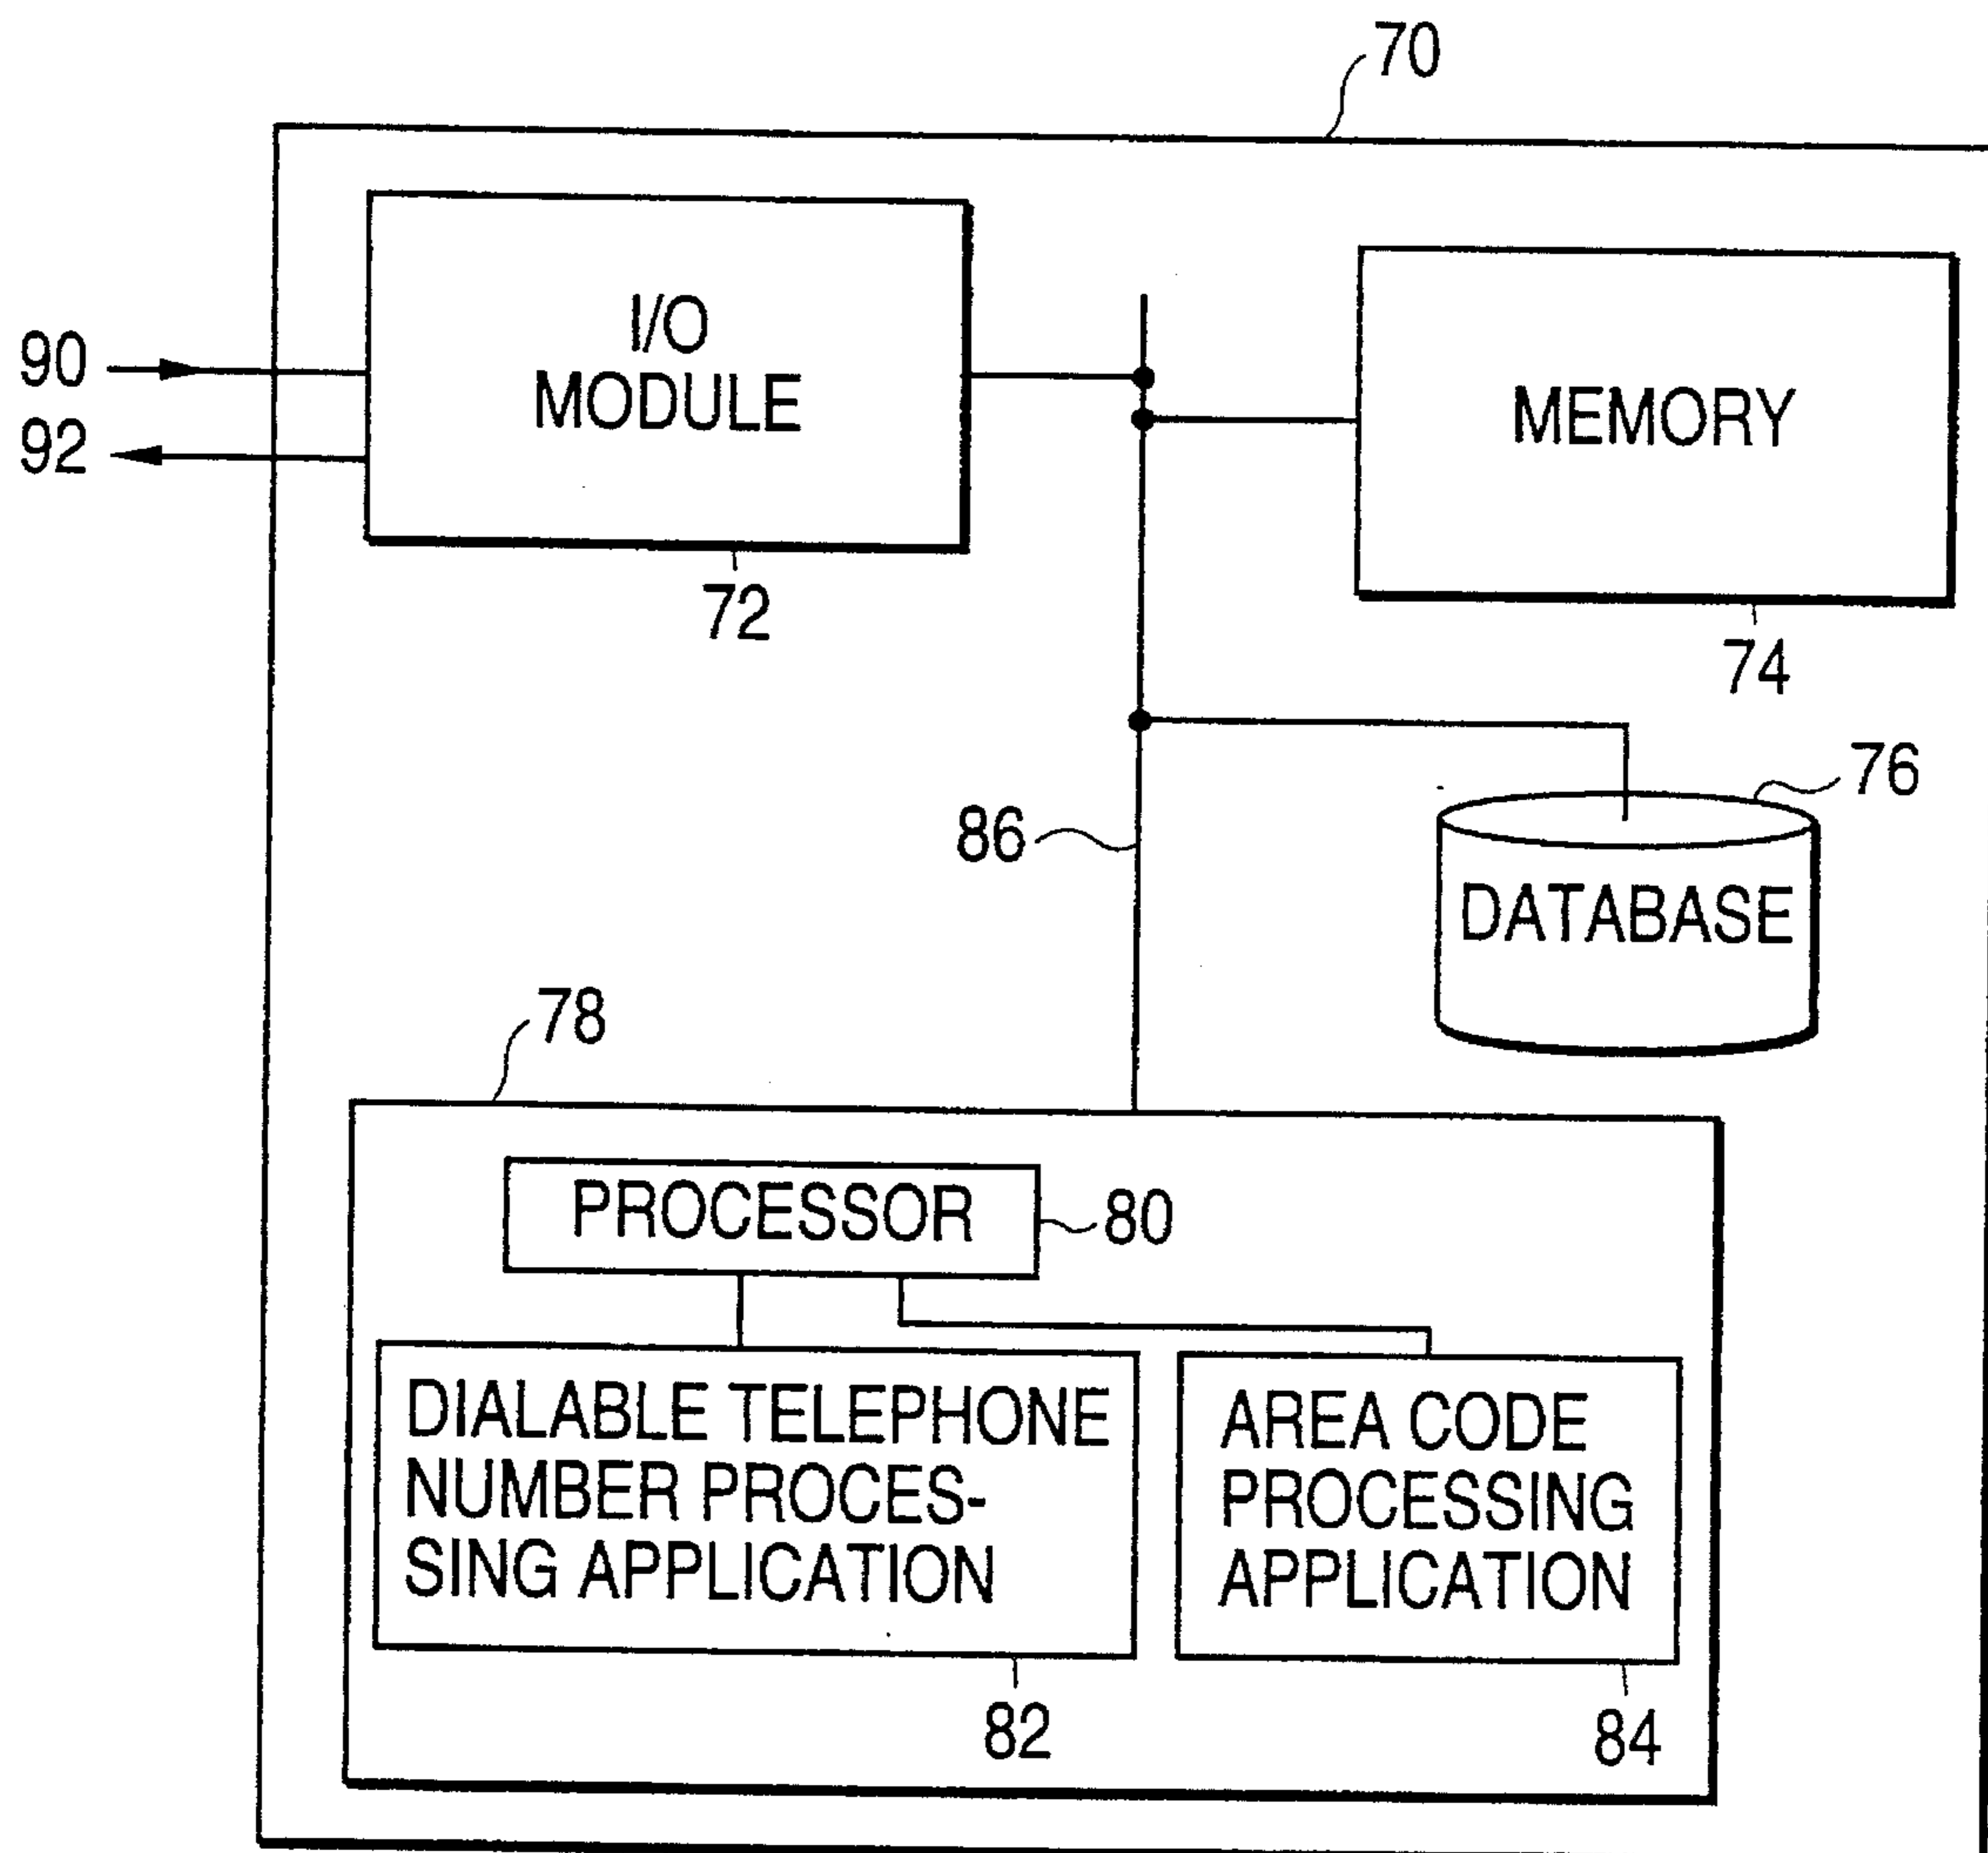 70
I/O
MODULE
90
92
72
MEMORY
74
76
DATABASE
86
78
PROCESSOR
80
DIALABLE TELEPHONE
NUMBER PROCES-
SING APPLICATION
82
AREA CODE
PROCESSING
APPLICATION
84